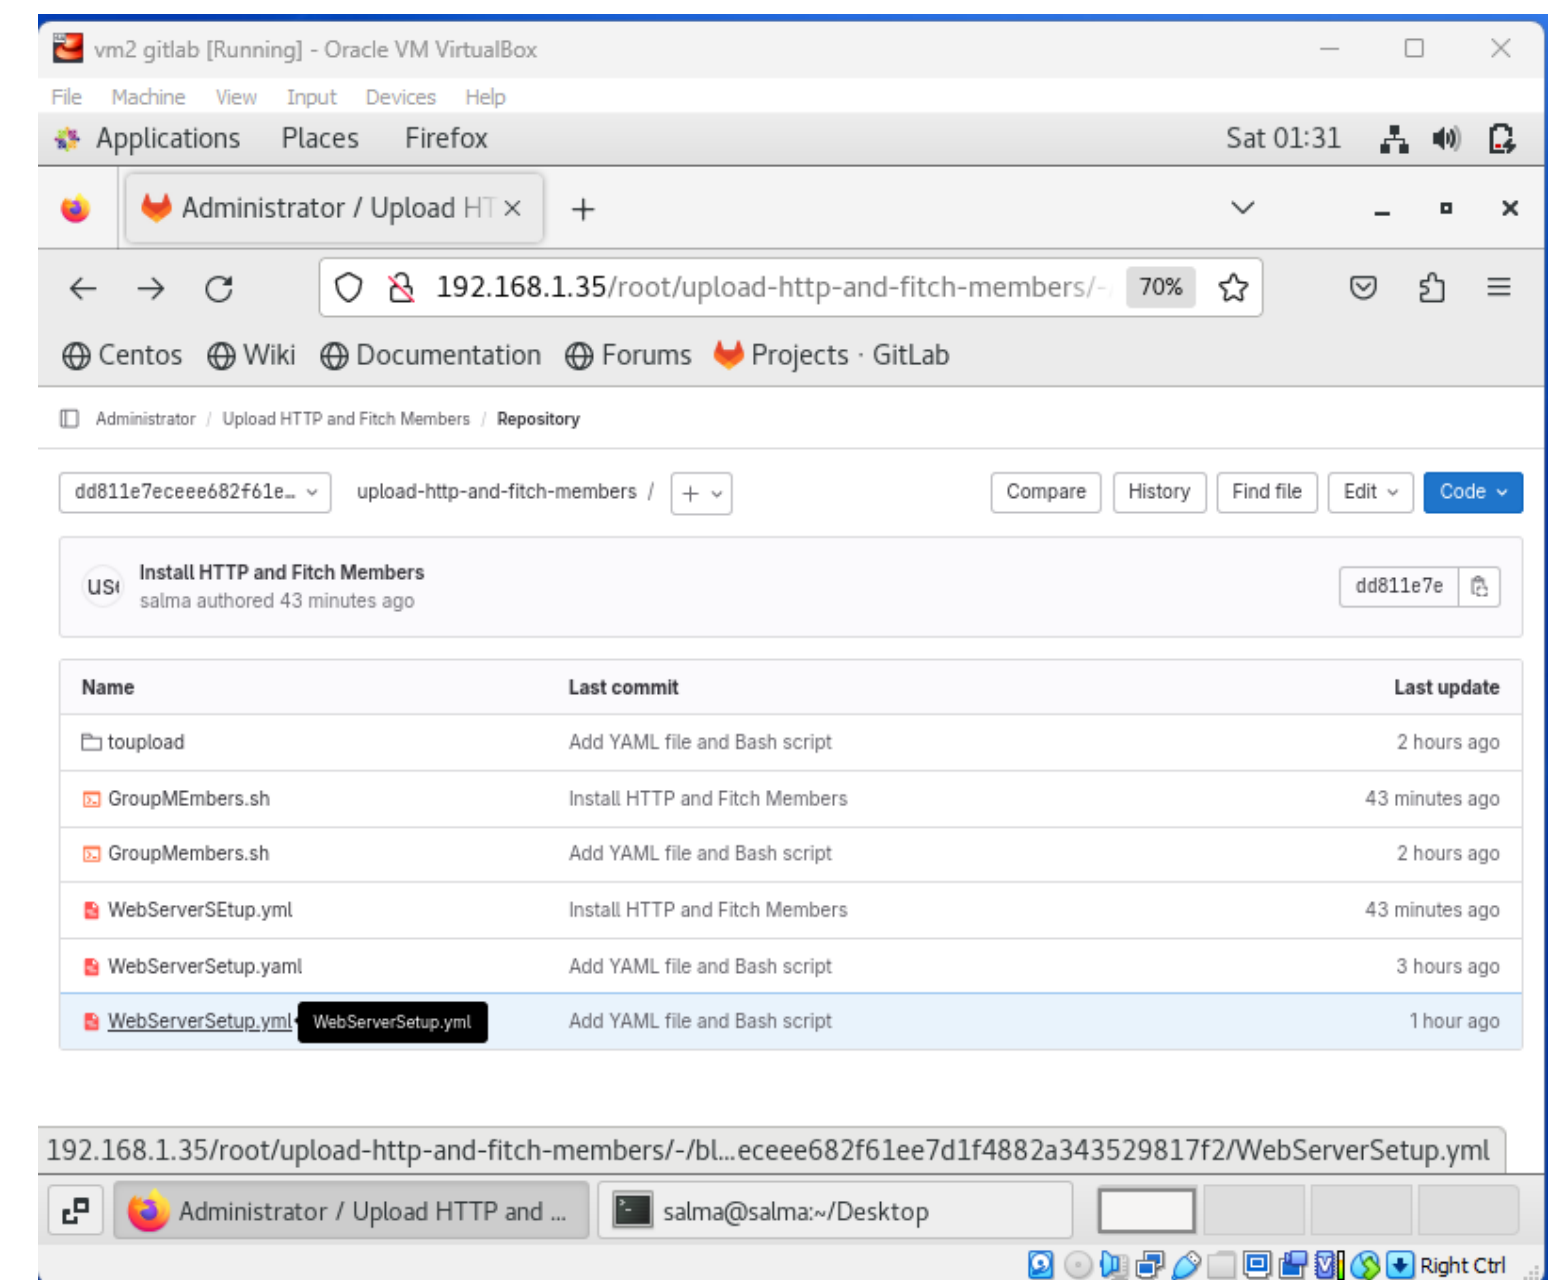 vm2 gitlab [Running] - Oracle VM VirtualBox
File Machine View Input Devices Help
Applications Places Firefox Sat 01:31
Administrator / Upload HT
192.168.1.35/root/upload-http-and-fitch-members/- 70%
Centos Wiki Documentation Forums Projects · GitLab
Administrator / Upload HTTP and Fitch Members / Repository
dd811e7eceee682f61e… upload-http-and-fitch-members / + Compare History Find file Edit Code
Install HTTP and Fitch Members
use salma authored 43 minutes ago dd811e7e
Name Last commit Last update
toupload Add YAML file and Bash script 2 hours ago
GroupMEmbers.sh Install HTTP and Fitch Members 43 minutes ago
GroupMembers.sh Add YAML file and Bash script 2 hours ago
WebServerSEtup.yml Install HTTP and Fitch Members 43 minutes ago
WebServerSetup.yaml Add YAML file and Bash script 3 hours ago
WebServerSetup.yml WebServerSetup.yml Add YAML file and Bash script 1 hour ago
192.168.1.35/root/upload-http-and-fitch-members/-/bl…eceee682f61ee7d1f4882a343529817f2/WebServerSetup.yml
Administrator / Upload HTTP and ... salma@salma:~/Desktop
Right Ctrl